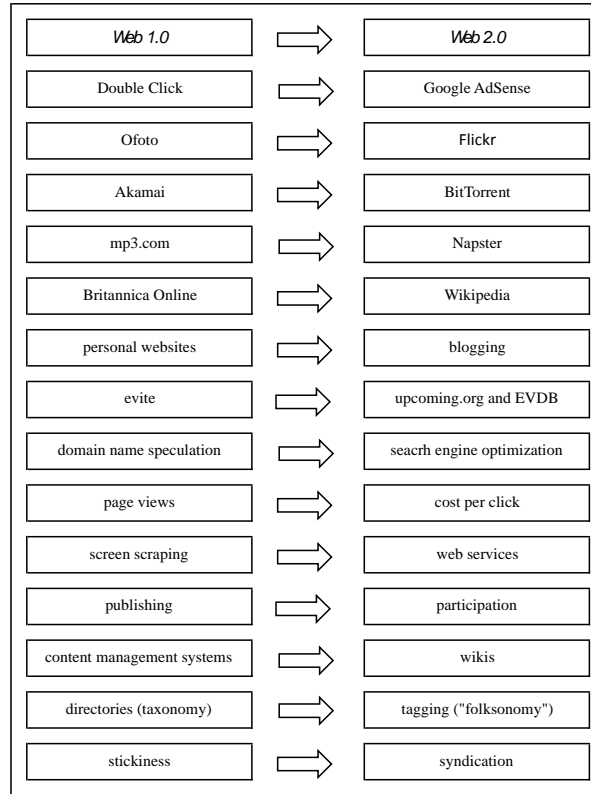 Web 1.0
Web 2.0
Double Click
Google AdSense
Ofoto
Flickr
Akamai
BitTorrent
mp3.com
Napster
Britannica Online
Wikipedia
personal websites
blogging
evite
upcoming.org and EVDB
domain name speculation
seacrh engine optimization
page views
cost per click
screen scraping
web services
publishing
participation
content management systems
wikis
directories (taxonomy)
tagging ("folksonomy")
stickiness
syndication